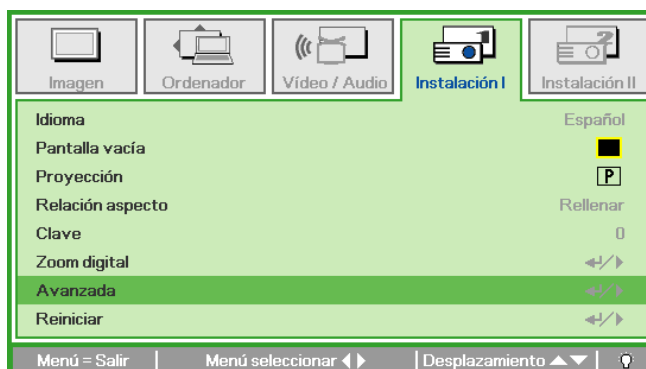 Imagen Ordenador Vídeo / Audio Instalación I Instalación II
Idioma Español
Pantalla vacía
Proyección P
Relación aspecto Rellenar
Clave 0
Zoom digital
Avanzada
Reiniciar
Menú = Salir Menú seleccionar Desplazamiento